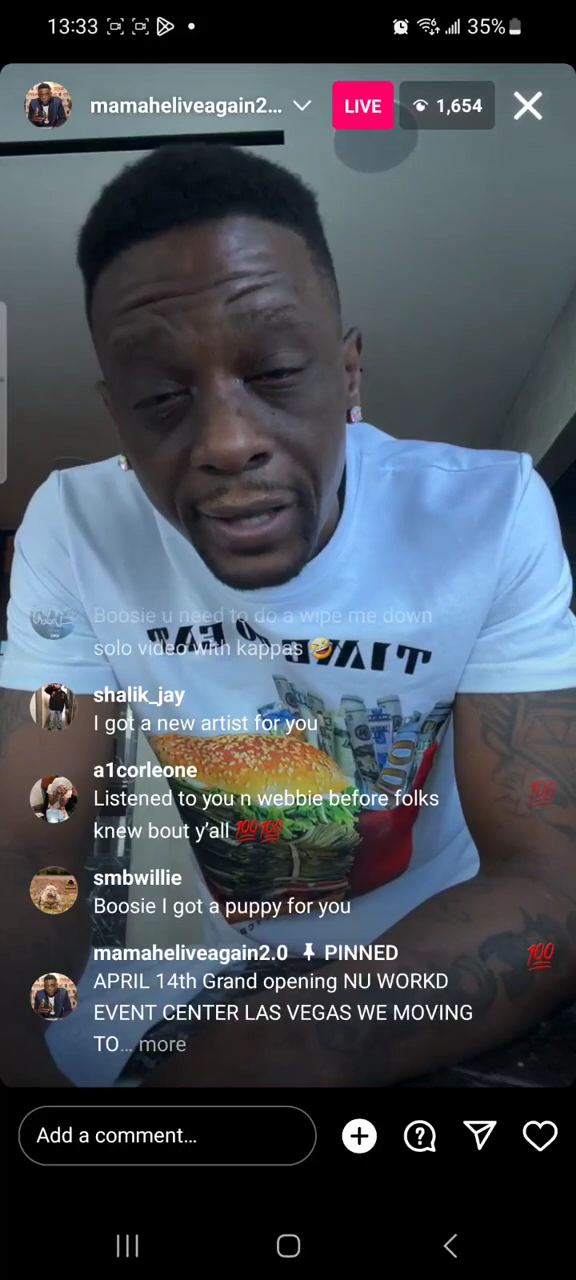 13:33
35%
mamaheliveagain2...
LIVE
1,654
Boosie u need to do a wipe me down
solo video with kappas🤣
TIME TO EAT
shalik_jay
I got a new artist for you
a1corleone
Listened to you n webbie before folks
knew bout y'all 💯💯
smbwillie
Boosie I got a puppy for you
mamaheliveagain2.0 📌 PINNED
APRIL 14th Grand opening NU WORKD
EVENT CENTER LAS VEGAS WE MOVING
TO... more
Add a comment...